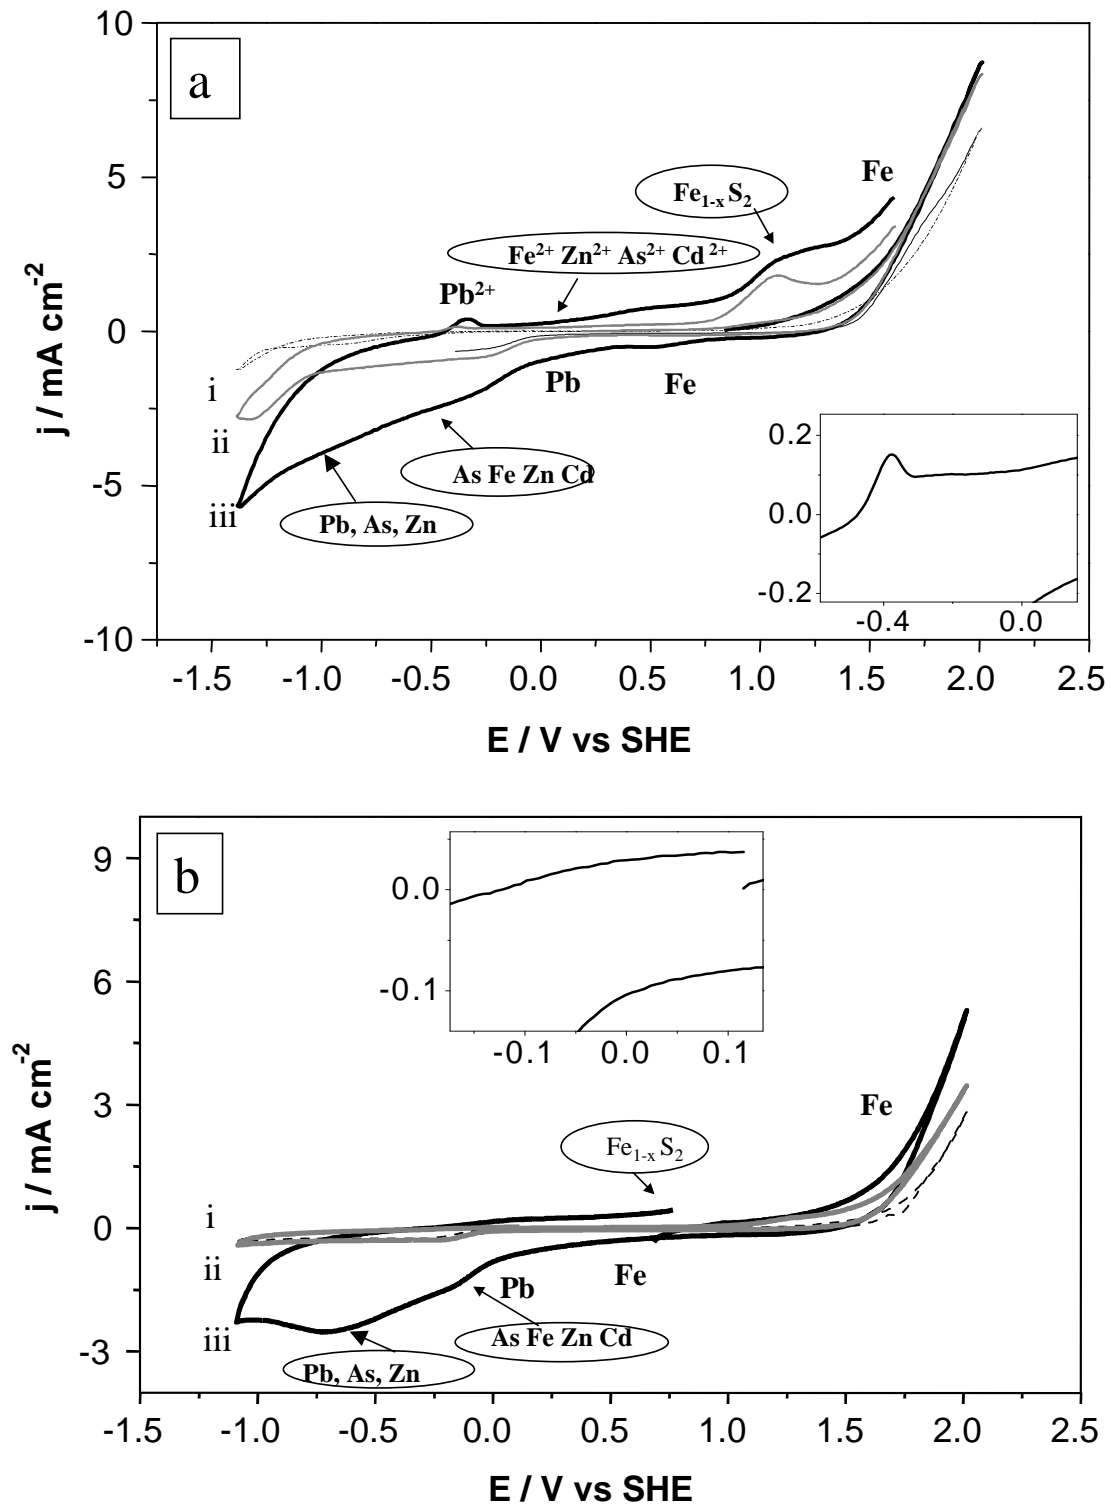 10
a
Fe
5
Fe1-x S2
Fe2+ Zn2+ As2+ Cd 2+
Pb2+
j / mA cm-2
0
i
Pb
Fe
ii
0.2
As Fe Zn Cd
-5
iii
Pb, As, Zn
0.0
-0.2
-0.4 0.0
-10
-1.5 -1.0 -0.5 0.0 0.5 1.0 1.5 2.0 2.5
E / V vs SHE
b
9
0.0
6
-0.1
-0.1 0.0 0.1
j / mA cm-2
3
Fe
Fe1-x S2
i
0
ii
Pb
Fe
iii
As Fe Zn Cd
-3
Pb, As, Zn
-1.5 -1.0 -0.5 0.0 0.5 1.0 1.5 2.0 2.5
E / V vs SHE